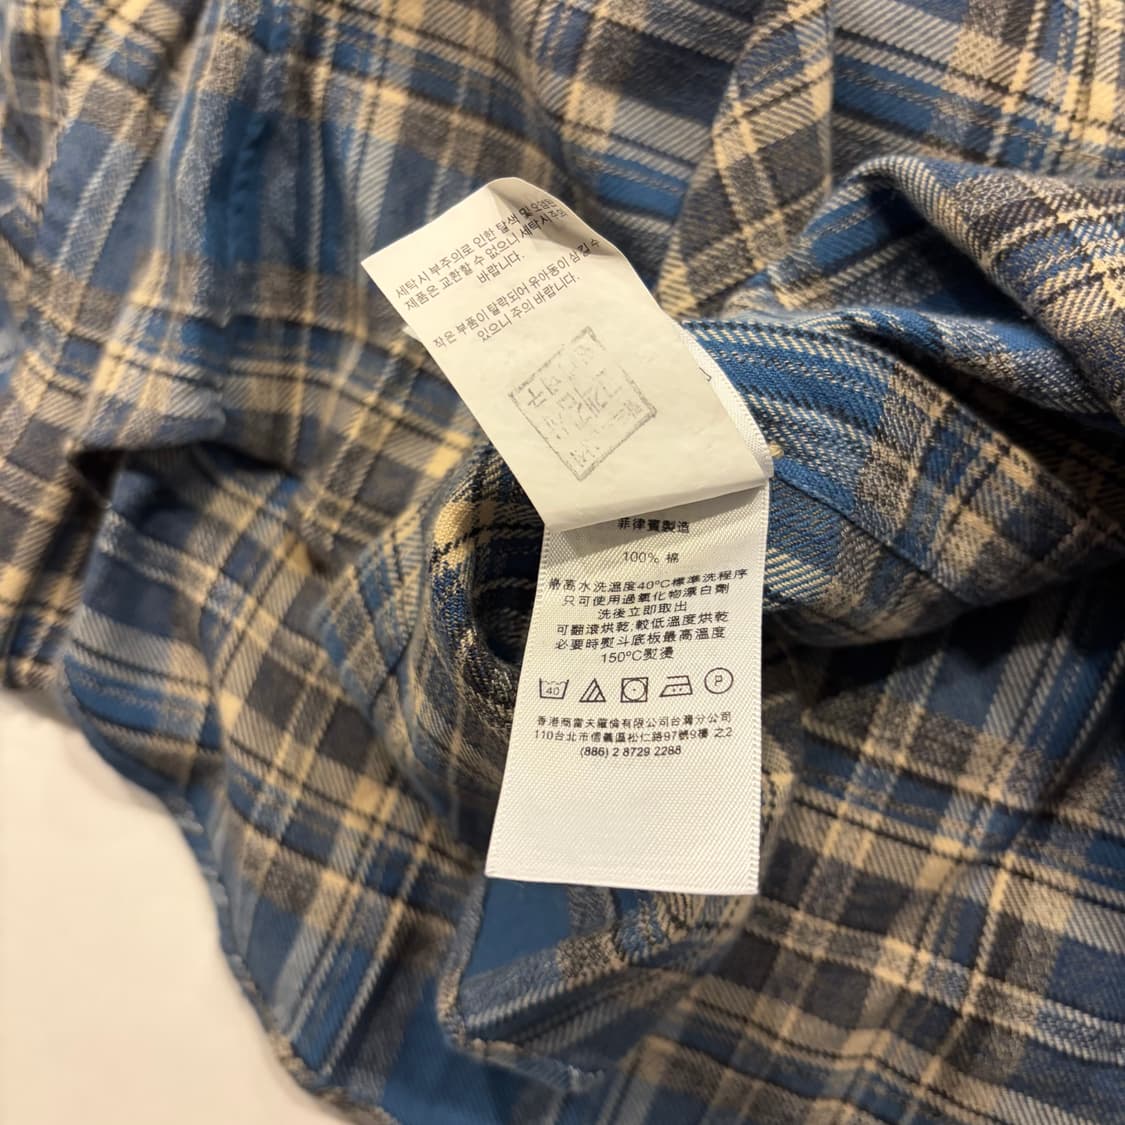 세탁시 부주의로 인한 탈색 및 오염된
제품은 교환할 수 없으니 세탁시 주의
바랍니다.
작은 부품이 탈락되어 유아동이 삼킬 수
있으니 주의 바랍니다.
菲律賓製造
100% 棉
最高水洗溫度40ºC標準洗程序
只可使用過氧化物漂白劑
洗後立即取出
可翻滾烘乾,較低溫度烘乾
必要時熨斗底板最高溫度
150ºC熨燙
40 P
香港商雷夫羅倫有限公司台灣分公司
110台北市信義區松仁路97號9樓 之2
(886) 2 8729 2288